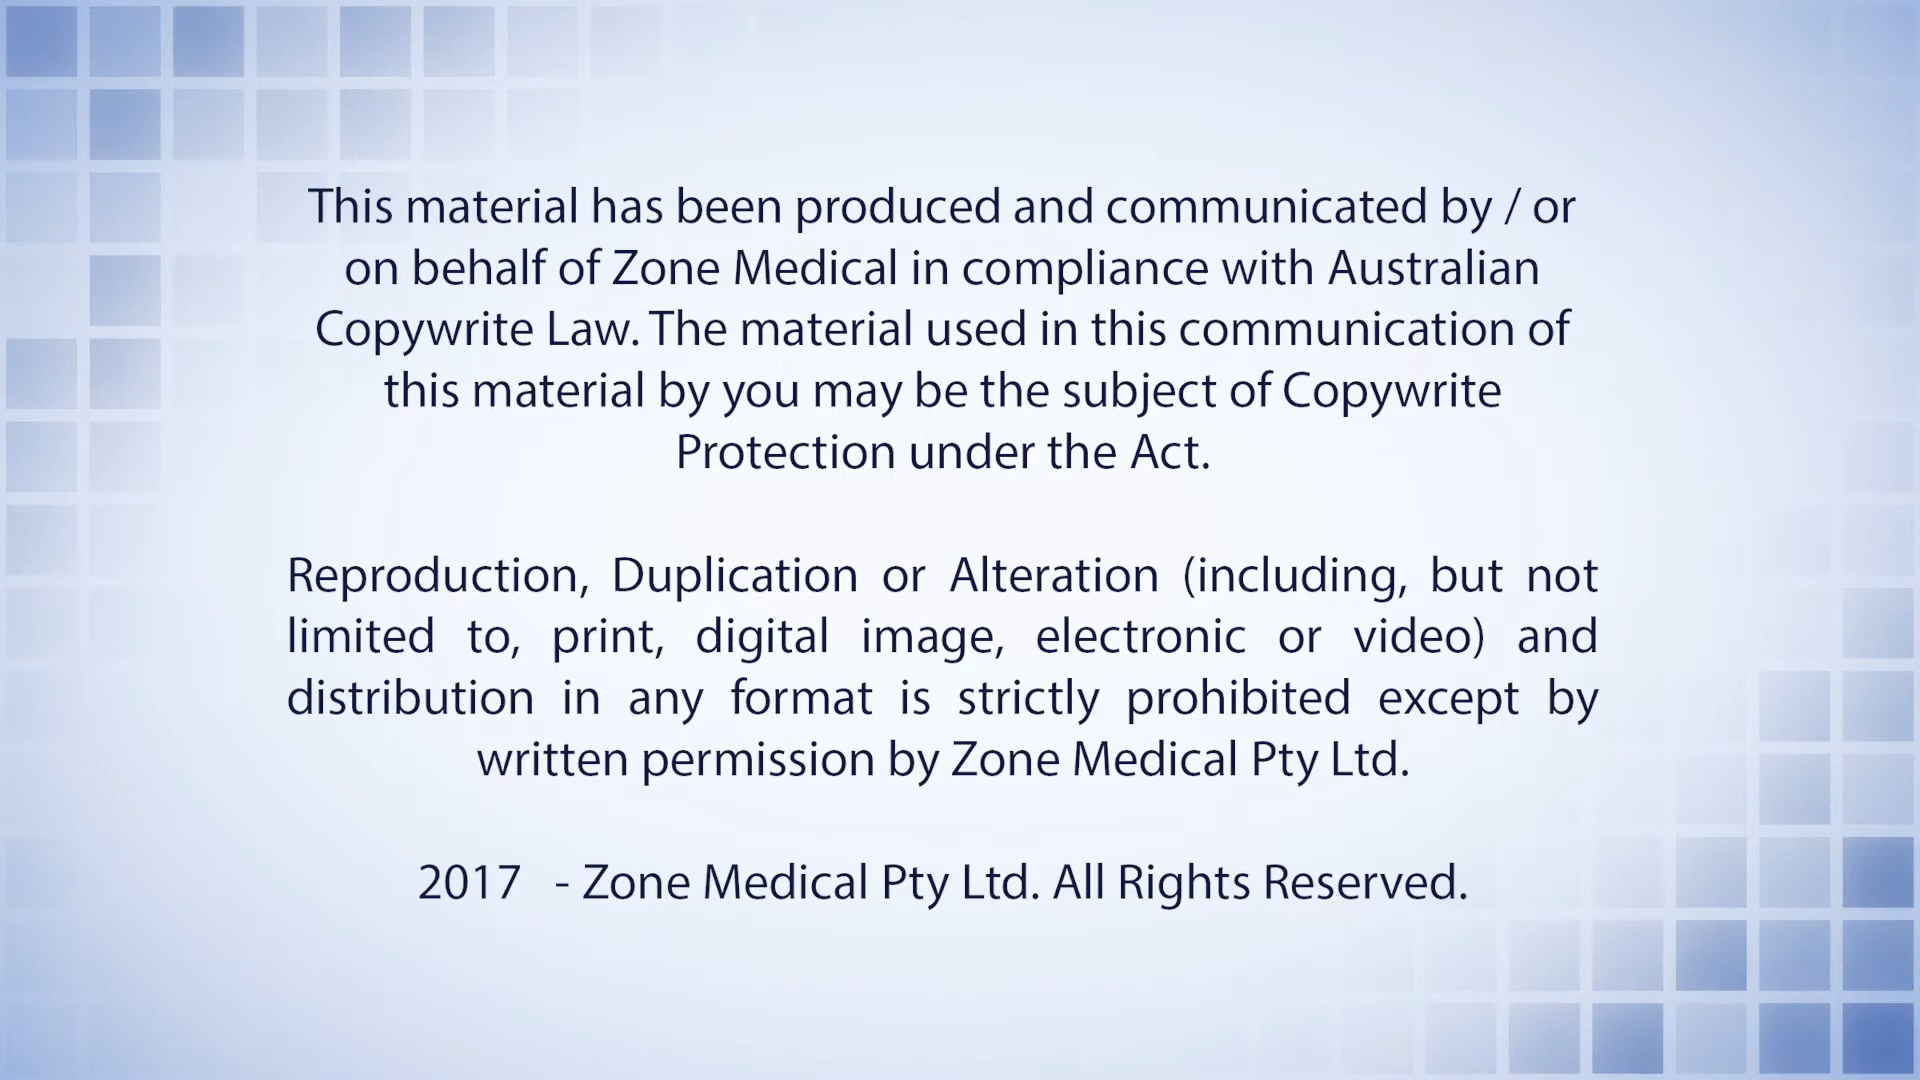 This material has been produced and communicated by / or
on behalf of Zone Medical in compliance with Australian
Copywrite Law. The material used in this communication of
this material by you may be the subject of Copywrite
Protection under the Act.
Reproduction, Duplication or Alteration (including, but not
limited to, print, digital image, electronic or video) and
distribution in any format is strictly prohibited except by
written permission by Zone Medical Pty Ltd.
2017 - Zone Medical Pty Ltd. All Rights Reserved.